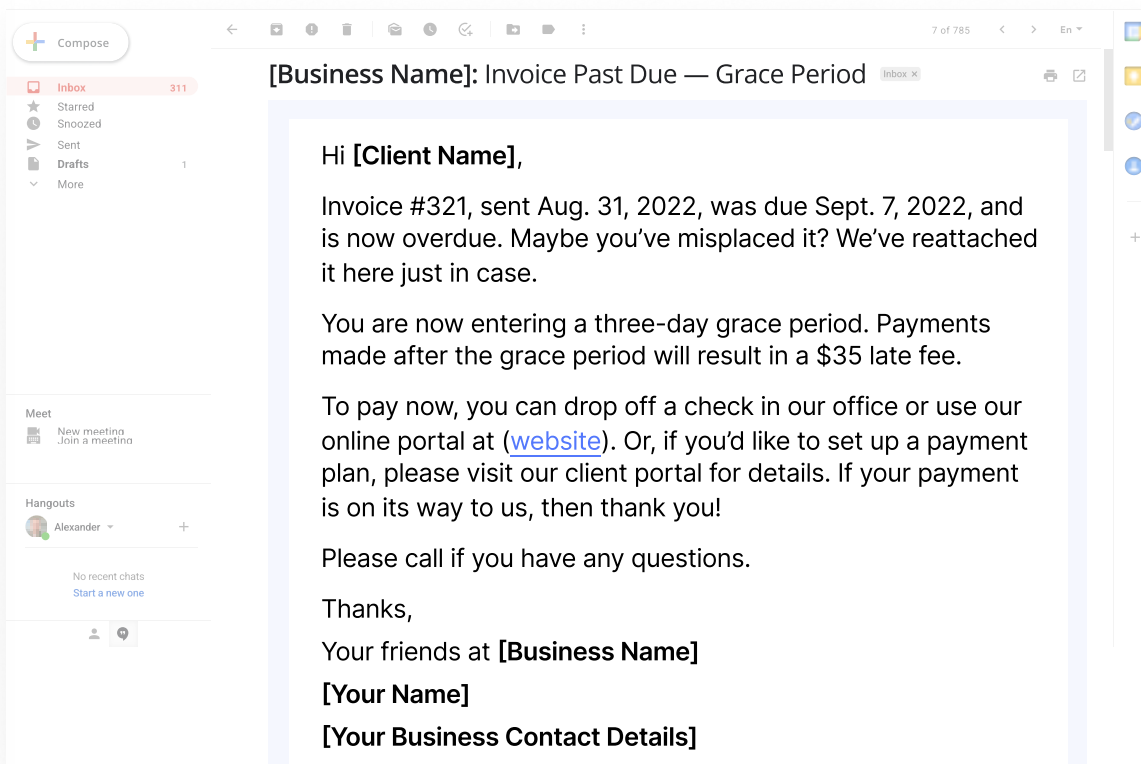 Compose
7 of 785
En
[Business Name]: Invoice Past Due — Grace Period
Inbox ×
Inbox 311
Starred
Snoozed
Sent
Drafts 1
More
Meet
New meeting
Join a meeting
Hangouts
Alexander
No recent chats
Start a new one
Hi [Client Name],
Invoice #321, sent Aug. 31, 2022, was due Sept. 7, 2022, and
is now overdue. Maybe you’ve misplaced it? We’ve reattached
it here just in case.
You are now entering a three-day grace period. Payments
made after the grace period will result in a $35 late fee.
To pay now, you can drop off a check in our office or use our
online portal at (website). Or, if you’d like to set up a payment
plan, please visit our client portal for details. If your payment
is on its way to us, then thank you!
Please call if you have any questions.
Thanks,
Your friends at [Business Name]
[Your Name]
[Your Business Contact Details]